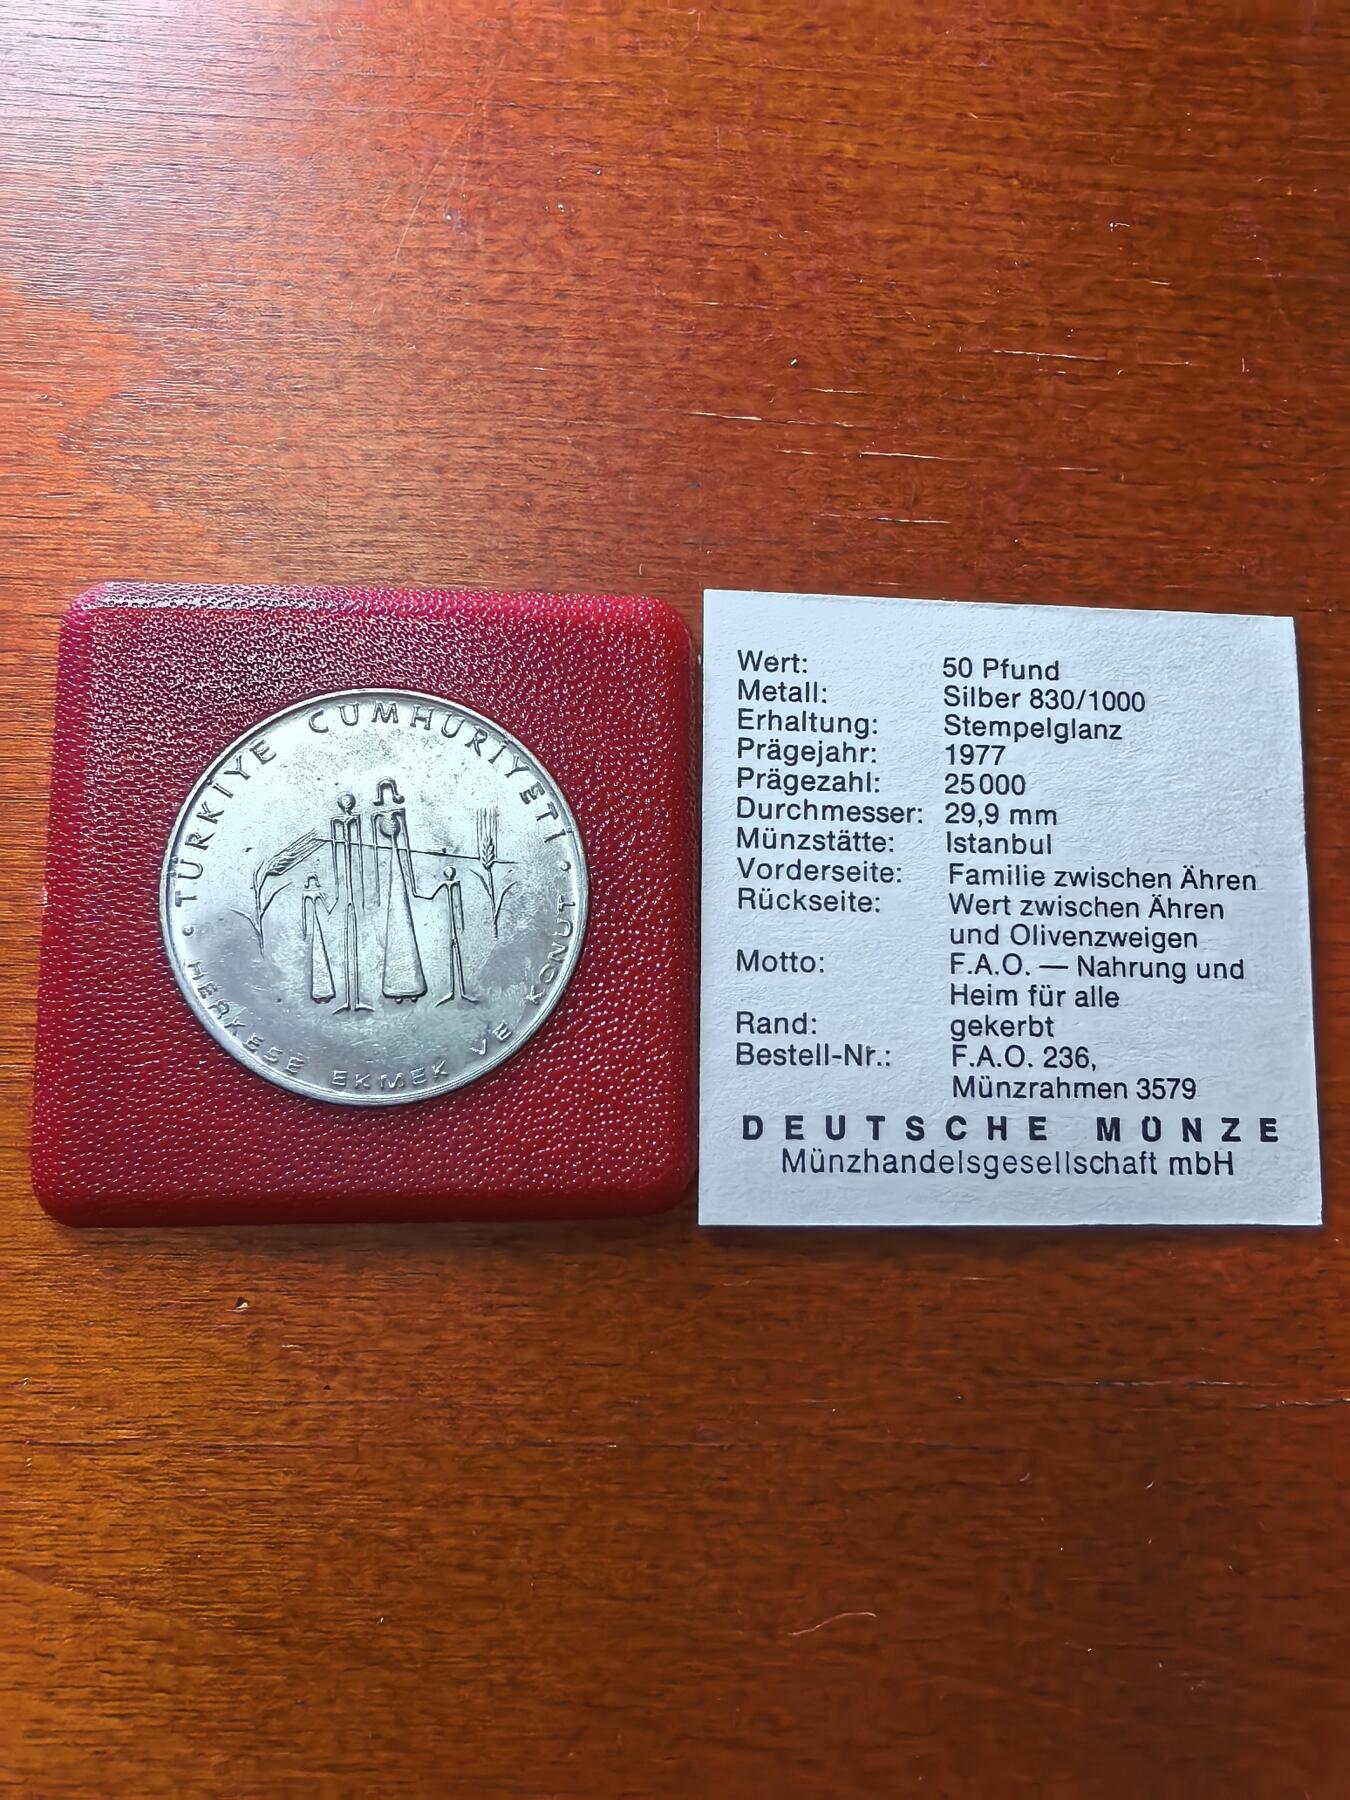 TÜRKİYE CUMHURİYETİ
HERKESE EKMEK VE KONUT
Wert: 50 Pfund
Metall: Silber 830/1000
Erhaltung: Stempelglanz
Prägejahr: 1977
Prägezahl: 25000
Durchmesser: 29,9 mm
Münzstätte: Istanbul
Vorderseite: Familie zwischen Ähren
Rückseite: Wert zwischen Ähren
und Olivenzweigen
Motto: F.A.O. — Nahrung und
Heim für alle
Rand: gekerbt
Bestell-Nr.: F.A.O. 236,
Münzrahmen 3579
DEUTSCHE MÜNZE
Münzhandelsgesellschaft mbH